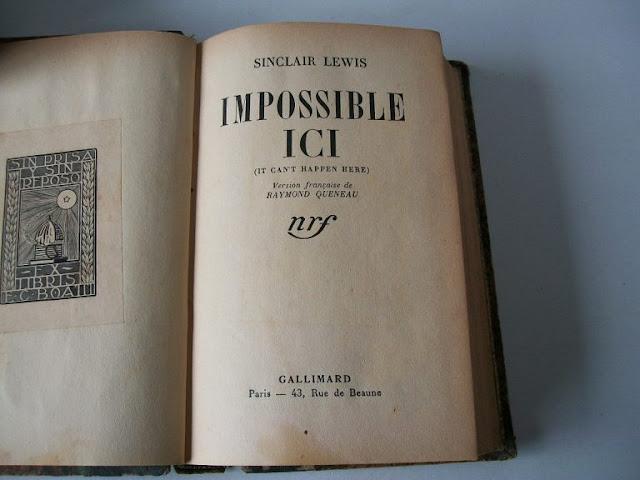 SIN PRISA
Y SIN
REPOSO
EX
LIBRIS
SINCLAIR LEWIS
IMPOSSIBLE
ICI
(IT CAN'T HAPPEN HERE)
Version française de
RAYMOND QUENEAU
nrf
GALLIMARD
Paris — 43, Rue de Beaune